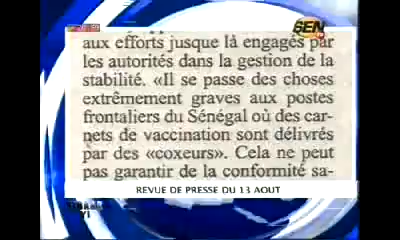 SEN
TV
aux efforts jusque là engagés par
les autorités dans la gestion de la
stabilité. «Il se passe des choses
extrêmement graves aux postes
frontaliers du Sénégal où des car-
nets de vaccination sont délivrés
par des «coxeurs». Cela ne peut
pas garantir de la conformité sa-
REVUE DE PRESSE DU 13 AOUT